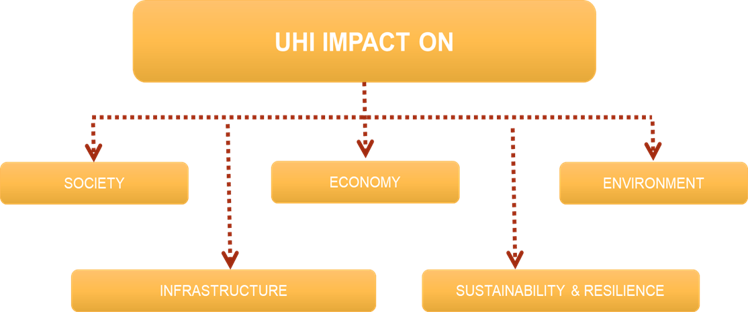 UHI IMPACT ON
SOCIETY
ECONOMY
ENVIRONMENT
INFRASTRUCTURE
SUSTAINABILITY & RESILIENCE